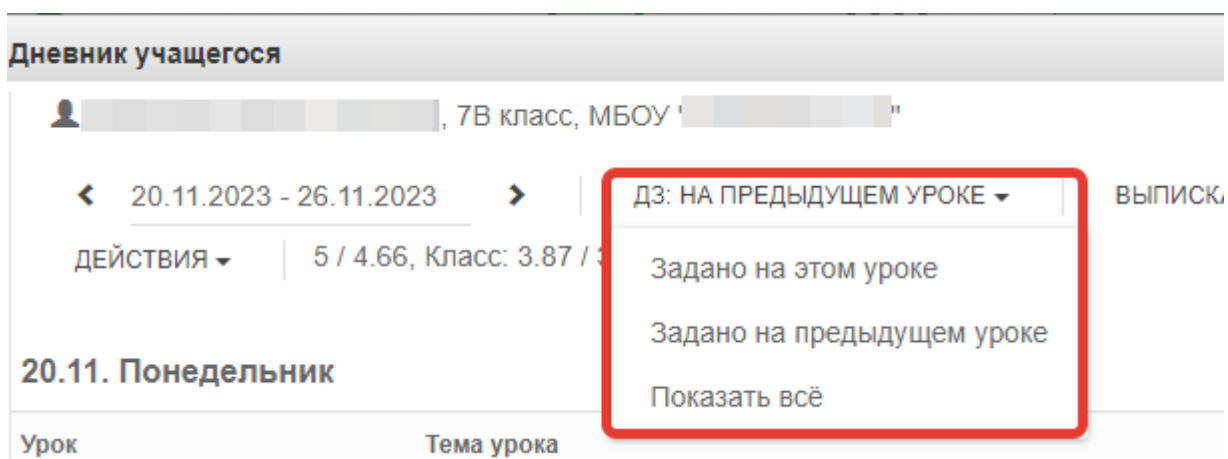 Дневник учащегося
, 7В класс, МБОУ " "
20.11.2023 - 26.11.2023 ДЗ: НА ПРЕДЫДУЩЕМ УРОКЕ ВЫПИСКА
ДЕЙСТВИЯ 5 / 4.66, Класс: 3.87 /
Задано на этом уроке
Задано на предыдущем уроке
Показать всё
20.11. Понедельник
Урок Тема урока